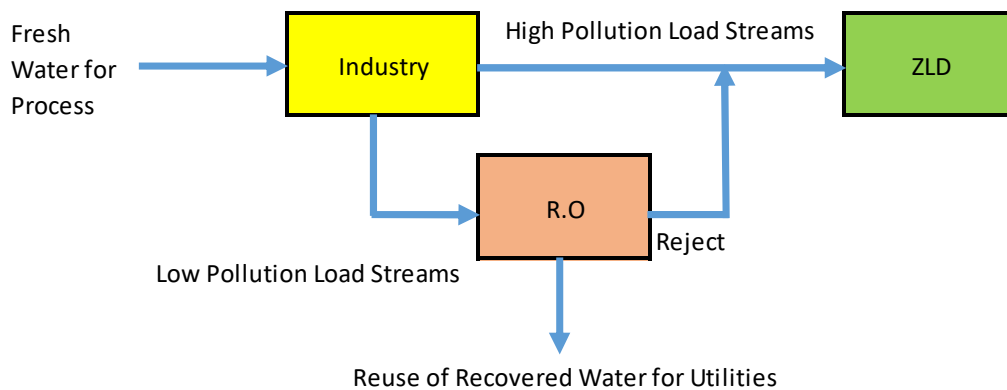 Fresh
Water for
Process
Industry
High Pollution Load Streams
ZLD
R.O
Reject
Low Pollution Load Streams
Reuse of Recovered Water for Utilities